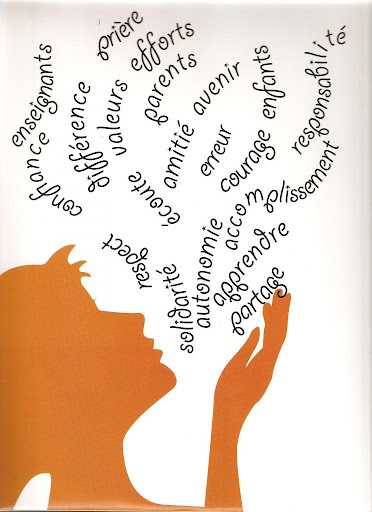 enseignants
prière
efforts
confiance
différence
valeurs
parents
écoute
amitié
avenir
erreur
courage
enfants
responsabilité
respect
solidarité
autonomie
accomplissement
apprendre
partage